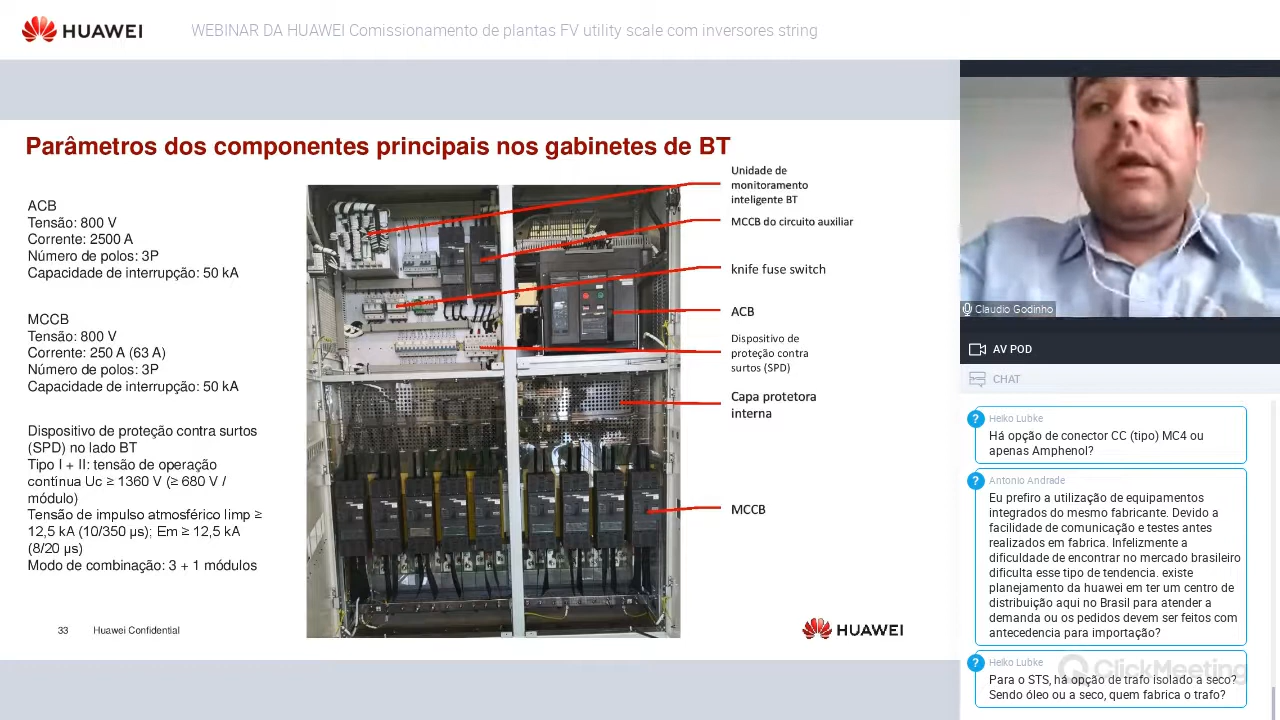 HUAWEI
WEBINAR DA HUAWEI Comissionamento de plantas FV utility scale com inversores string
Parâmetros dos componentes principais nos gabinetes de BT
ACB
Tensão: 800 V
Corrente: 2500 A
Número de polos: 3P
Capacidade de interrupção: 50 kA
MCCB
Tensão: 800 V
Corrente: 250 A (63 A)
Número de polos: 3P
Capacidade de interrupção: 50 kA
Dispositivo de proteção contra surtos
(SPD) no lado BT
Tipo I + II: tensão de operação
contínua Uc ≥ 1360 V (≥ 680 V /
módulo)
Tensão de impulso atmosférico Iimp ≥
12,5 kA (10/350 µs); Em ≥ 12,5 kA
(8/20 µs)
Modo de combinação: 3 + 1 módulos
Unidade de
monitoramento
inteligente BT
MCCB do circuito auxiliar
knife fuse switch
ACB
Dispositivo de
proteção contra
surtos (SPD)
Capa protetora
interna
MCCB
33 Huawei Confidential
HUAWEI
Claudio Godinho
AV POD
CHAT
? Heiko Lubke
Há opção de conector CC (tipo) MC4 ou
apenas Amphenol?
? Antonio Andrade
Eu prefiro a utilização de equipamentos
integrados do mesmo fabricante. Devido a
facilidade de comunicação e testes antes
realizados em fabrica. Infelizmente a
dificuldade de encontrar no mercado brasileiro
dificulta esse tipo de tendencia. existe
planejamento da huawei em ter um centro de
distribuição aqui no Brasil para atender a
demanda ou os pedidos devem ser feitos com
antecedencia para importação?
? Heiko Lubke
Para o STS, há opção de trafo isolado a seco?
Sendo óleo ou a seco, quem fabrica o trafo?
ClickMeeting